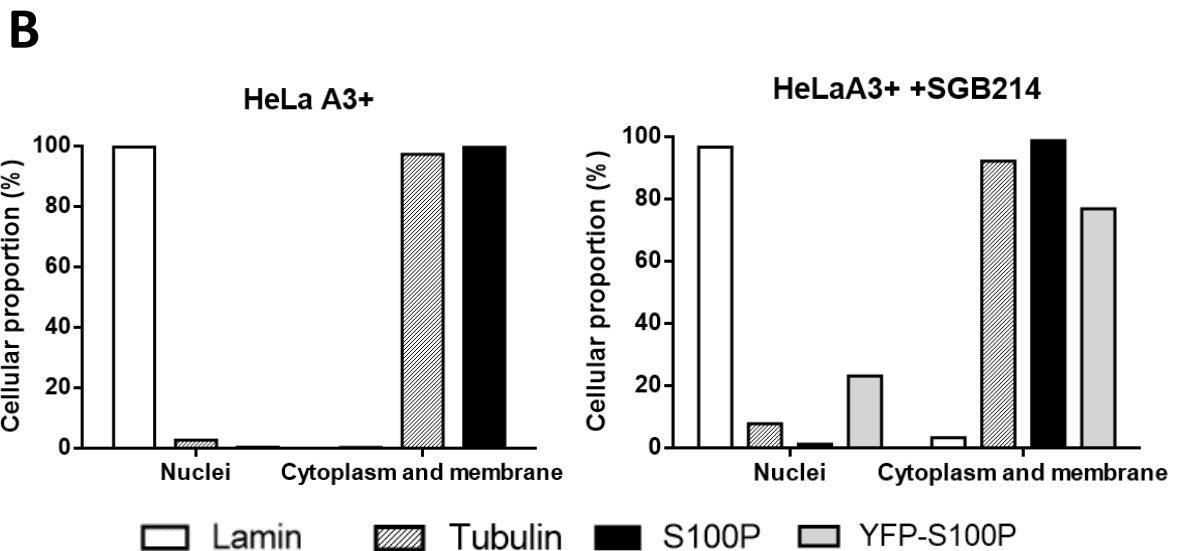 B
HeLa A3+
Cellular proportion (%)
100
80
60
40
20
0
Nuclei
Cytoplasm and membrane
HeLaA3+ +SGB214
Cellular proportion (%)
100
80
60
40
20
0
Nuclei
Cytoplasm and membrane
Lamin
Tubulin
S100P
YFP-S100P